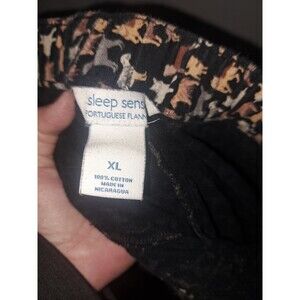 sleep sens
PORTUGUESE FLANN
XL
100% COTTON
MADE IN
NICARAGUA